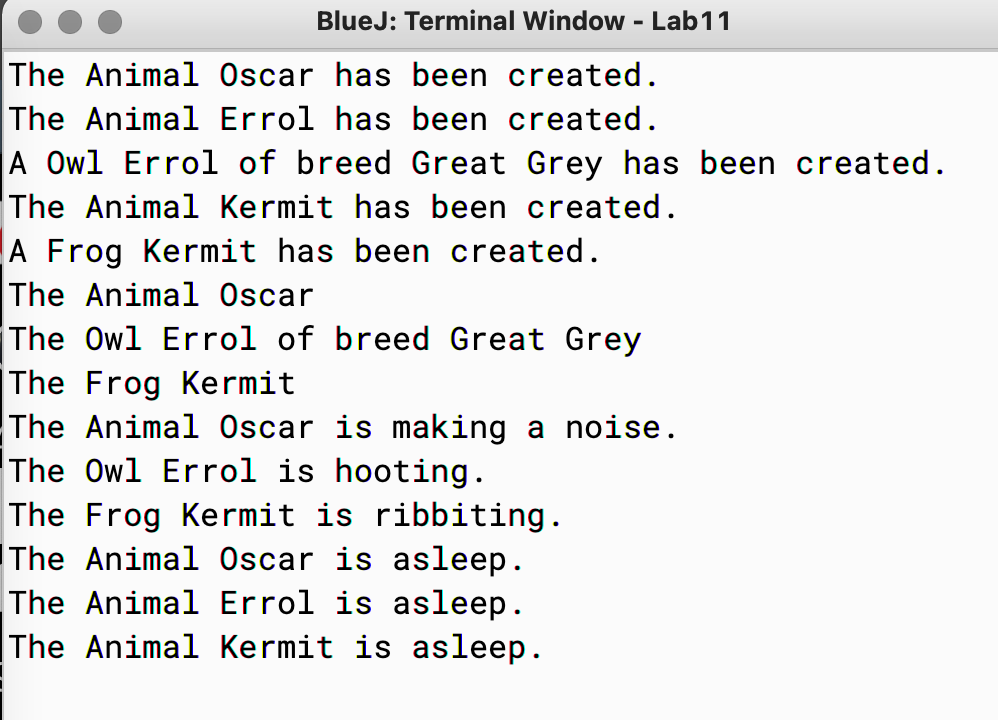 BlueJ: Terminal Window - Lab11
The Animal Oscar has been created.
The Animal Errol has been created.
A Owl Errol of breed Great Grey has been created.
The Animal Kermit has been created.
A Frog Kermit has been created.
The Animal Oscar
The Owl Errol of breed Great Grey
The Frog Kermit
The Animal Oscar is making a noise.
The Owl Errol is hooting.
The Frog Kermit is ribbiting.
The Animal Oscar is asleep.
The Animal Errol is asleep.
The Animal Kermit is asleep.